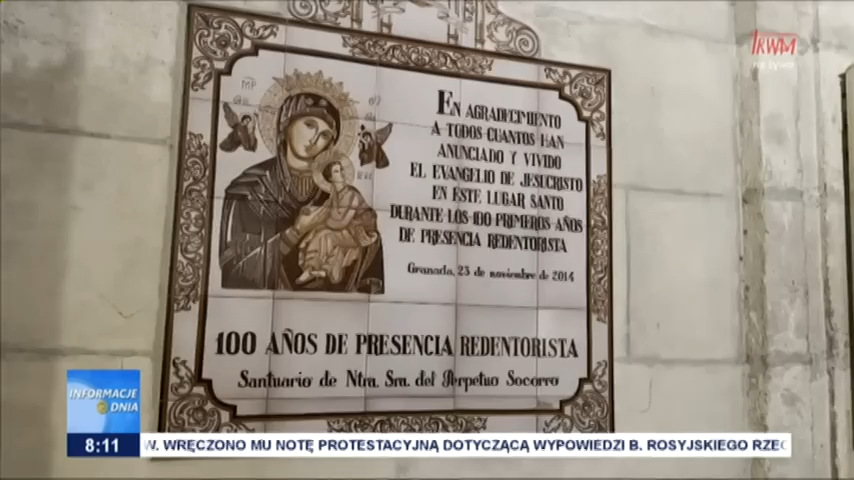 TRWAM
na żywo
EN AGRADECIMIENTO
A TODOS CUANTOS HAN
ANUNCIADO Y VIVIDO
EL EVANGELIO DE JESUCRISTO
EN ESTE LUGAR SANTO
DURANTE LOS 100 PRIMEROS AÑOS
DE PRESENCIA REDENTORISTA
Granada, 23 de noviembre de 2014
100 AÑOS DE PRESENCIA REDENTORISTA
Santuario de Ntra. Sra. del Perpetuo Socorro
INFORMACJE
DNIA
8:11
W. WRĘCZONO MU NOTĘ PROTESTACYJNĄ DOTYCZĄCĄ WYPOWIEDZI B. ROSYJSKIEGO RZEC